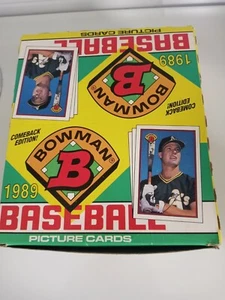 PICTURE CARDS
BASEBALL
1989
BOWMAN
B
COMEBACK
EDITION!
COMEBACK
EDITION!
BOWMAN
B
1989
BASEBALL
PICTURE CARDS